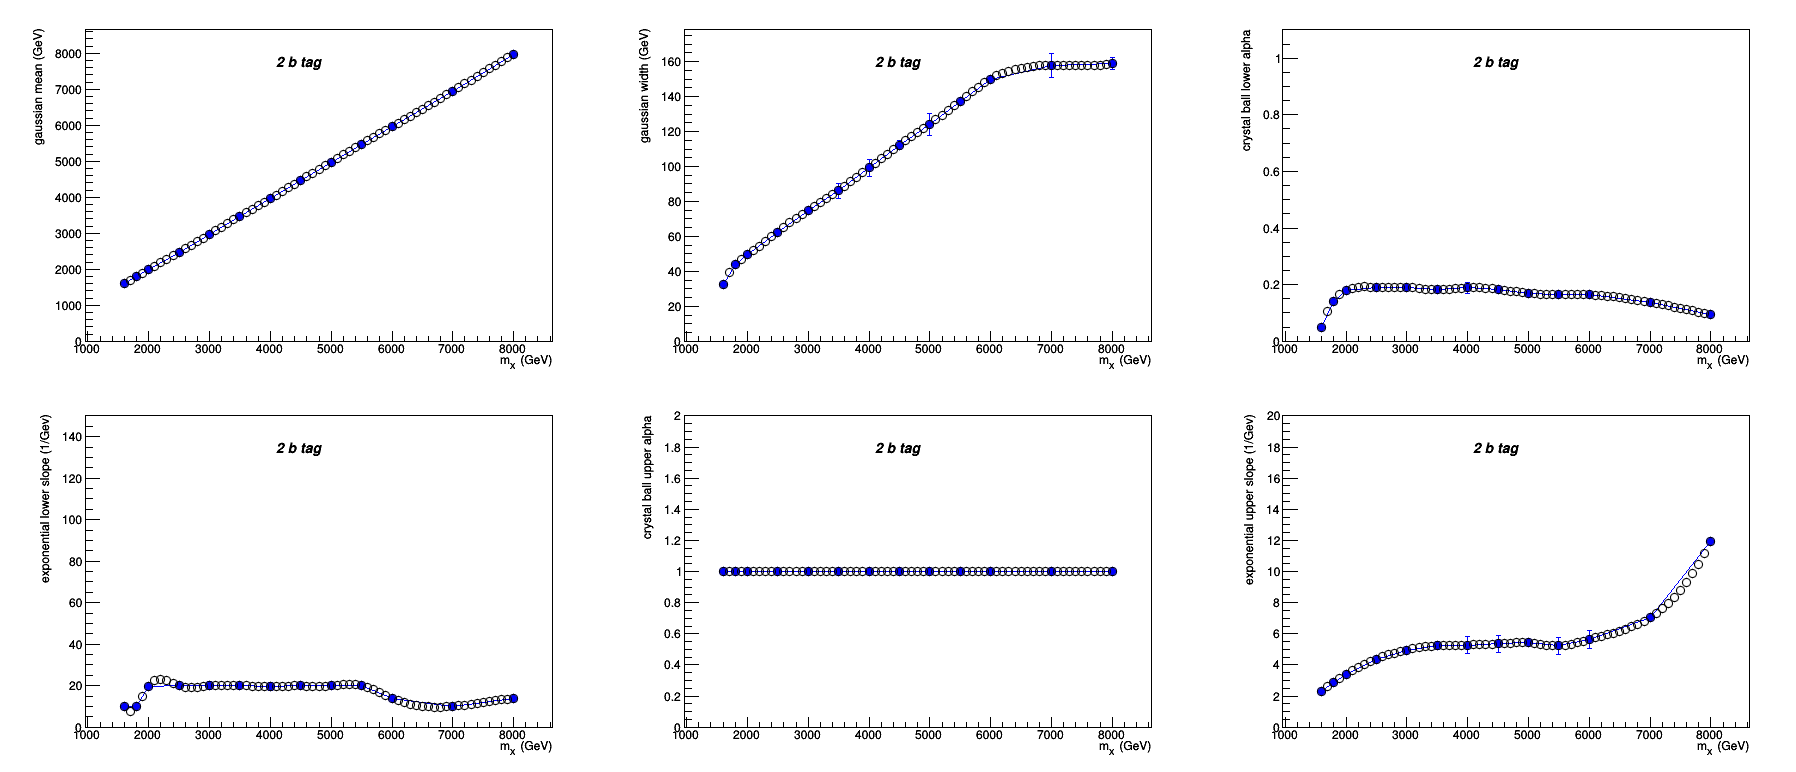 gaussian mean (GeV)
2 b tag
8000
7000
6000
5000
4000
3000
2000
1000
0
1000 2000 3000 4000 5000 6000 7000 8000
m_x (GeV)
gaussian width (GeV)
2 b tag
160
140
120
100
80
60
40
20
0
1000 2000 3000 4000 5000 6000 7000 8000
m_x (GeV)
crystal ball lower alpha
2 b tag
1
0.8
0.6
0.4
0.2
0
1000 2000 3000 4000 5000 6000 7000 8000
m_x (GeV)
exponential lower slope (1/Gev)
2 b tag
140
120
100
80
60
40
20
0
1000 2000 3000 4000 5000 6000 7000 8000
m_x (GeV)
crystal ball upper alpha
2 b tag
2
1.8
1.6
1.4
1.2
1
0.8
0.6
0.4
0.2
0
1000 2000 3000 4000 5000 6000 7000 8000
m_x (GeV)
exponential upper slope (1/Gev)
2 b tag
20
18
16
14
12
10
8
6
4
2
0
1000 2000 3000 4000 5000 6000 7000 8000
m_x (GeV)